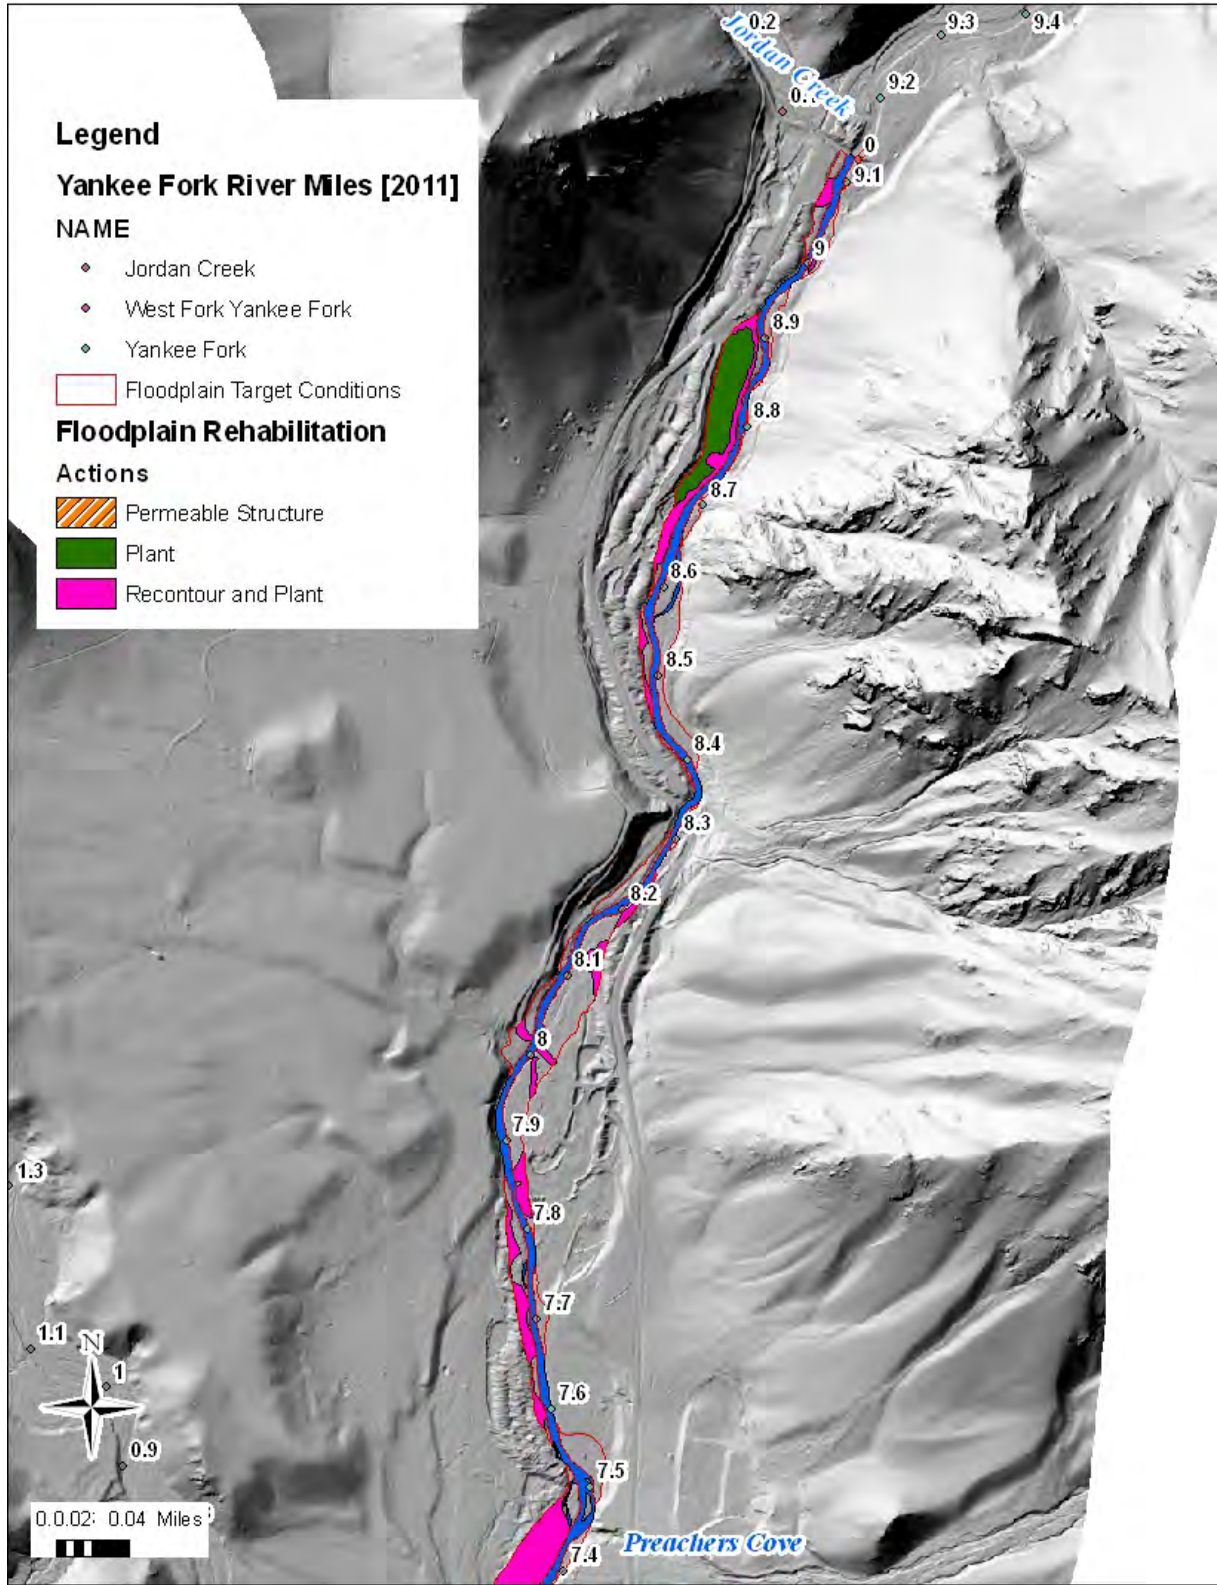 Legend
Yankee Fork River Miles [2011]
NAME
Jordan Creek
West Fork Yankee Fork
Yankee Fork
Floodplain Target Conditions
Floodplain Rehabilitation
Actions
Permeable Structure
Plant
Recontour and Plant
0.2
9.3
9.4
Jordan Creek
9.2
0
9.1
9
8.9
8.8
8.7
8.6
8.5
8.4
8.3
8.2
8.1
8
7.9
1.3
7.8
7.7
1.1
N
1
7.6
0.9
7.5
0.04 Miles
Preachers Cove
7.4